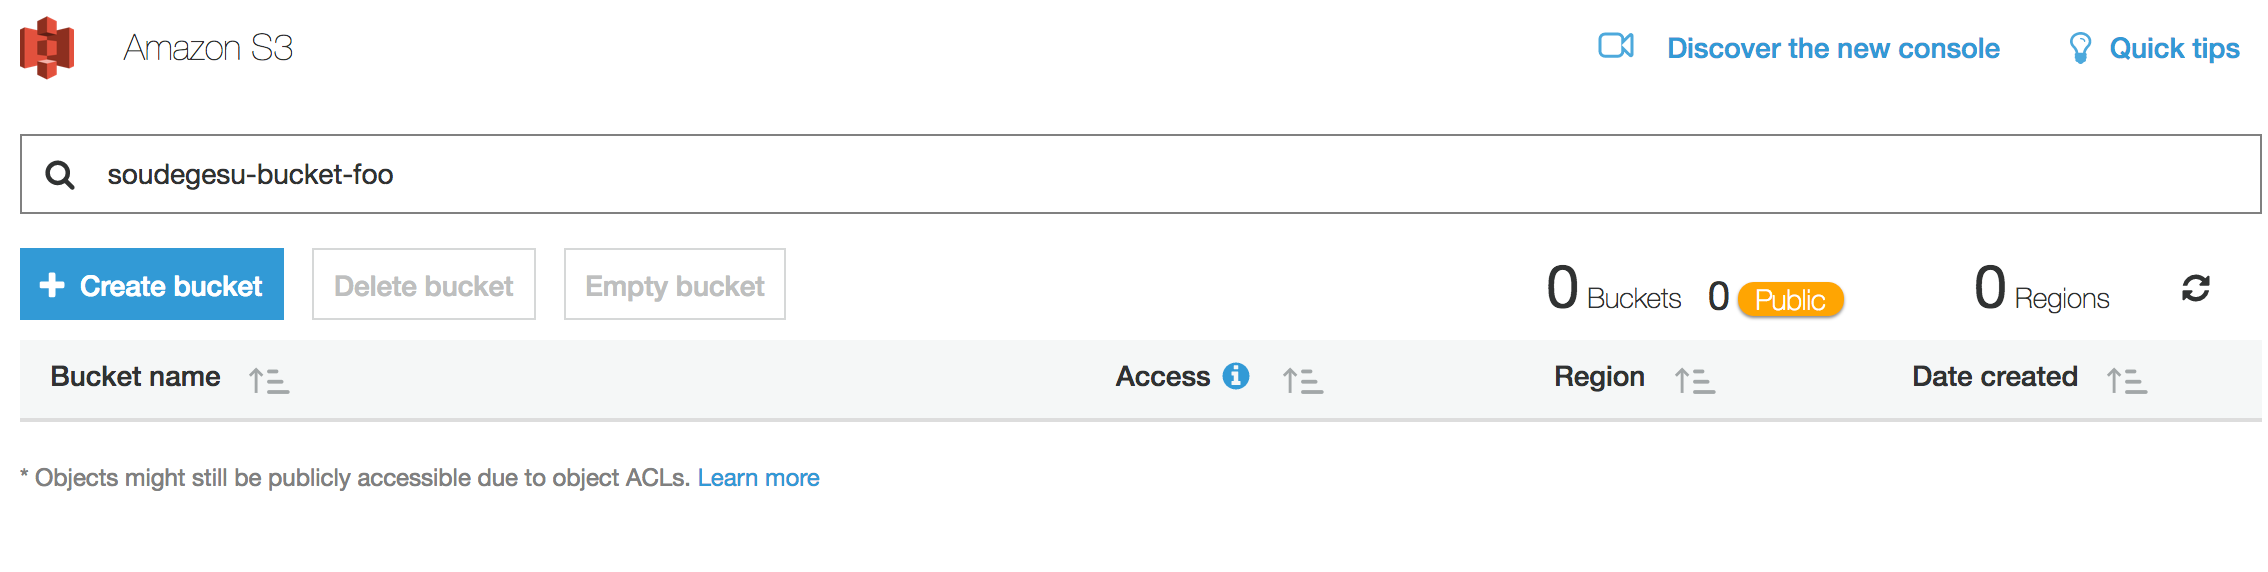 Amazon S3 Discover the new console Quick tips
soudegesu-bucket-foo
Create bucket Delete bucket Empty bucket 0 Buckets 0 Public 0 Regions
Bucket name Access Region Date created
* Objects might still be publicly accessible due to object ACLs. Learn more